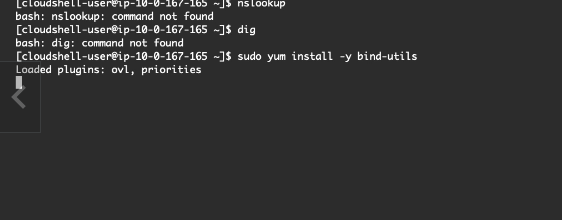 [cloudshell-user@ip-10-0-167-165 ~]$ nslookup
bash: nslookup: command not found
[cloudshell-user@ip-10-0-167-165 ~]$ dig
bash: dig: command not found
[cloudshell-user@ip-10-0-167-165 ~]$ sudo yum install -y bind-utils
Loaded plugins: ovl, priorities